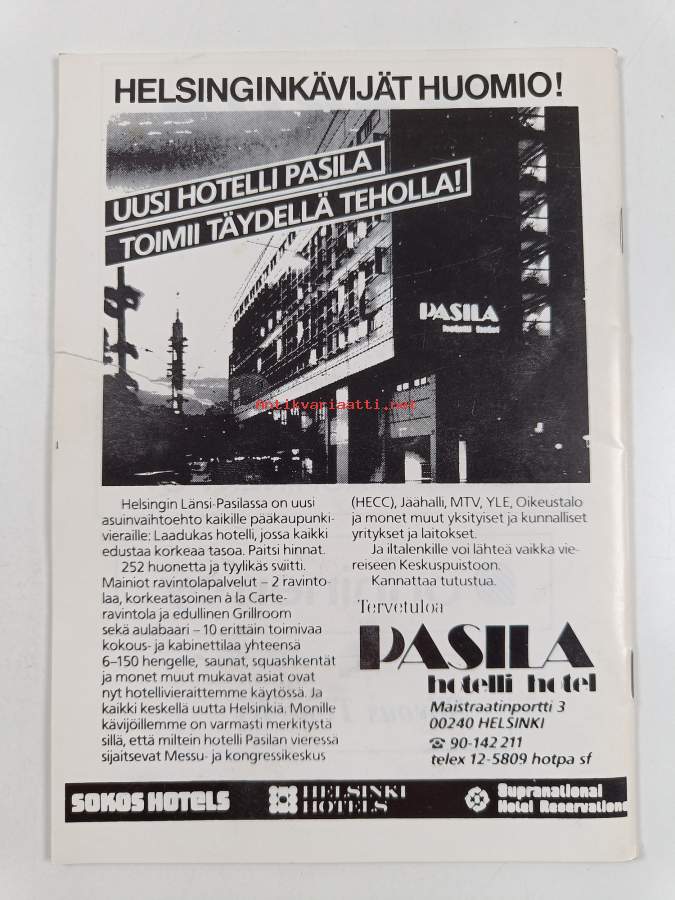 HELSINGINKÄVIJÄT HUOMIO!
UUSI HOTELLI PASILA
TOIMII TÄYDELLÄ TEHOLLA!
PASILA
hotelli hotel
antikvariaatti.net
Helsingin Länsi-Pasilassa on uusi
asuinvaihtoehto kaikille pääkaupunki-
vieraille: Laadukas hotelli, jossa kaikki
edustaa korkeaa tasoa. Paitsi hinnat.
252 huonetta ja tyylikäs sviitti.
Mainiot ravintolapalvelut – 2 ravinto-
laa, korkeatasoinen à la Carte-
ravintola ja edullinen Grillroom
sekä aulabaari – 10 erittäin toimivaa
kokous- ja kabinettilaa yhteensä
6–150 hengelle, saunat, squashkentät
ja monet muut mukavat asiat ovat
nyt hotellivieraittemme käytössä. Ja
kaikki keskellä uutta Helsinkiä. Monille
kävijöillemme on varmasti merkitystä
sillä, että miltein hotelli Pasilan vieressä
sijaitsevat Messu- ja kongressikeskus
(HECC), Jäähalli, MTV, YLE, Oikeustalo
ja monet muut yksityiset ja kunnalliset
yritykset ja laitokset.
Ja iltalenkille voi lähteä vaikka vie-
reiseen Keskuspuistoon.
Kannattaa tutustua.
Tervetuloa
PASILA
hotelli hotel
Maistraatinportti 3
00240 HELSINKI
☎ 90-142 211
telex 12-5809 hotpa sf
SOKOS HOTELS
HELSINKI
HOTELS
Supranational
Hotel Reservations